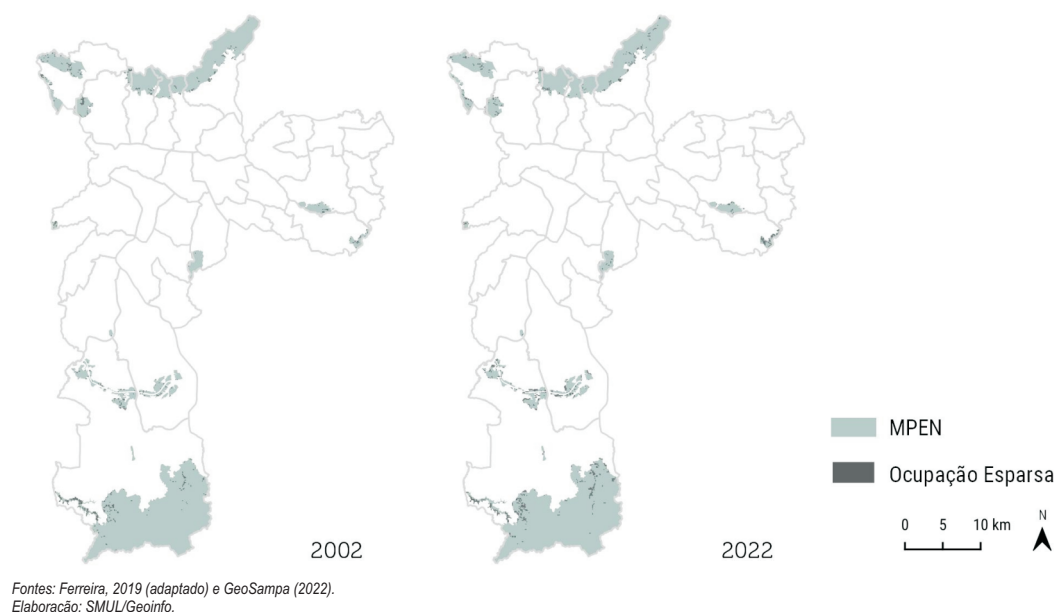 2002
2022
MPEN
Ocupação Esparsa
0 5 10 km
N
Fontes: Ferreira, 2019 (adaptado) e GeoSampa (2022).
Elaboração: SMUL/Geoinfo.